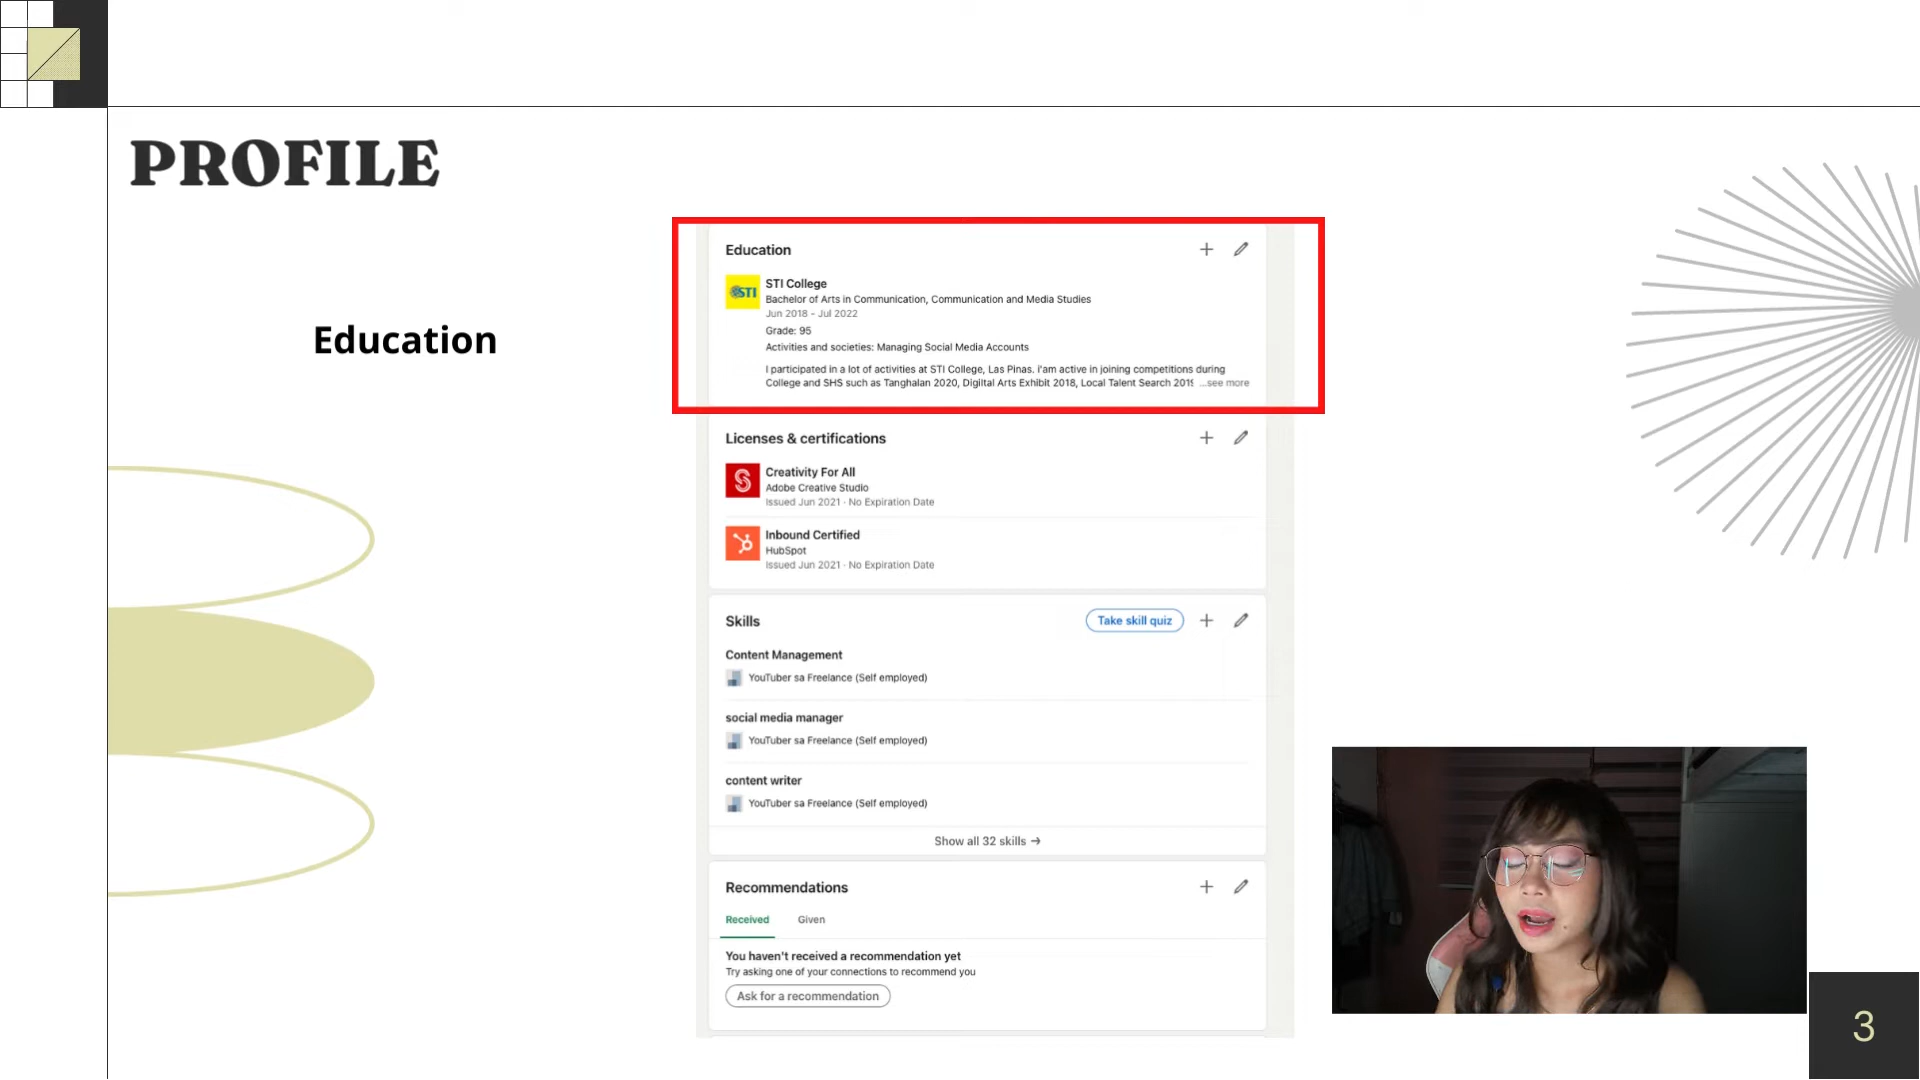 PROFILE
Education
Education
STI
STI College
Bachelor of Arts in Communication, Communication and Media Studies
Jun 2018 - Jul 2022
Grade: 95
Activities and societies: Managing Social Media Accounts
I participated in a lot of activities at STI College, Las Pinas. i'am active in joining competitions during
College and SHS such as Tanghalan 2020, Digiltal Arts Exhibit 2018, Local Talent Search 2019 ...see more
Licenses & certifications
Creativity For All
Adobe Creative Studio
Issued Jun 2021 · No Expiration Date
Inbound Certified
HubSpot
Issued Jun 2021 · No Expiration Date
Skills
Take skill quiz
Content Management
YouTuber sa Freelance (Self employed)
social media manager
YouTuber sa Freelance (Self employed)
content writer
YouTuber sa Freelance (Self employed)
Show all 32 skills →
Recommendations
Received Given
You haven't received a recommendation yet
Try asking one of your connections to recommend you
Ask for a recommendation
3